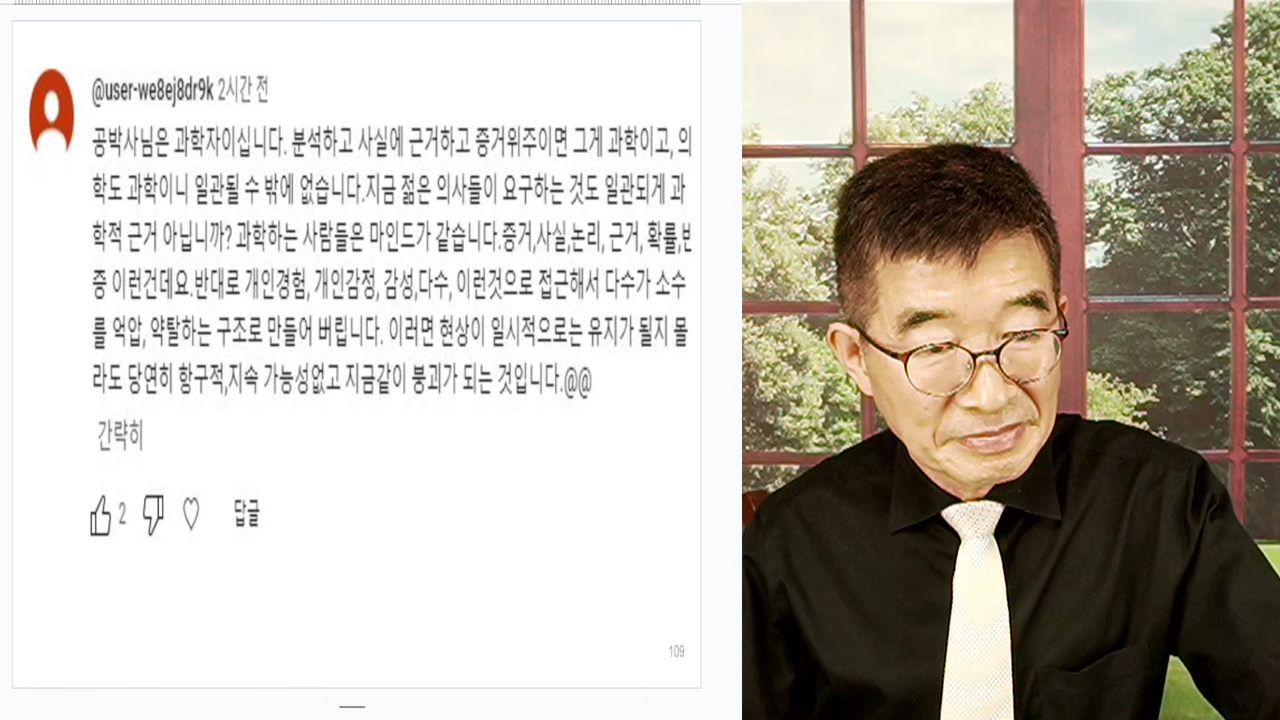 @user-we8ej8dr9k 2시간 전
공박사님은 과학자이십니다. 분석하고 사실에 근거하고 증거위주이면 그게 과학이고, 의
학도 과학이니 일관될 수 밖에 없습니다.지금 젊은 의사들이 요구하는 것도 일관되게 과
학적 근거 아닙니까? 과학하는 사람들은 마인드가 같습니다.증거,사실,논리, 근거, 확률,
증 이런건데요.반대로 개인경험, 개인감정, 감성,다수, 이런것으로 접근해서 다수가 소수
를 억압, 약탈하는 구조로 만들어 버립니다. 이러면 현상이 일시적으로는 유지가 될지 몰
라도 당연히 항구적,지속 가능성없고 지금같이 붕괴가 되는 것입니다.@@
간략히
2 답글
109